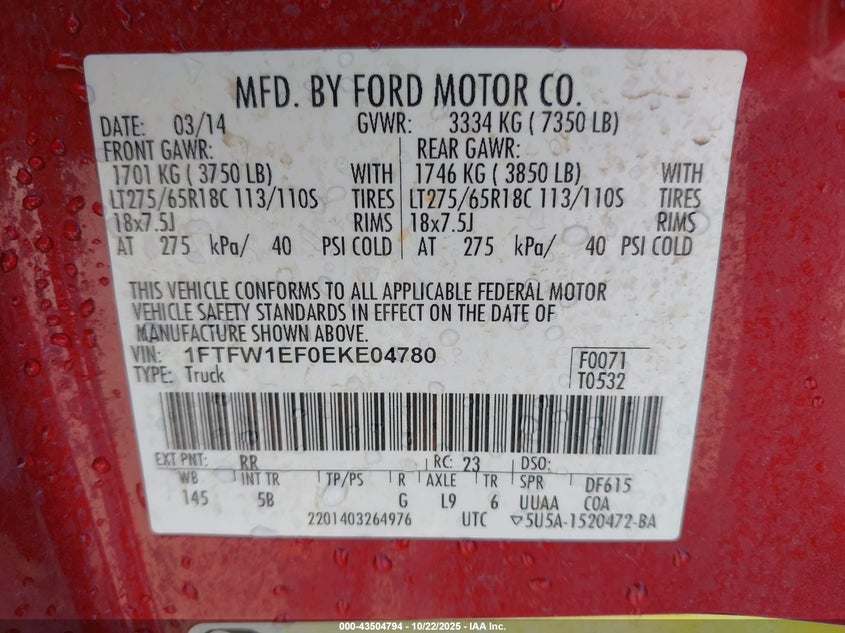 MFD. BY FORD MOTOR CO.
DATE: 03/14 GVWR: 3334 KG ( 7350 LB)
FRONT GAWR: REAR GAWR:
1701 KG ( 3750 LB) WITH 1746 KG ( 3850 LB) WITH
LT275/65R18C 113/110S TIRES LT275/65R18C 113/110S TIRES
18x7.5J RIMS 18x7.5J RIMS
AT 275 kPa/ 40 PSI COLD AT 275 kPa/ 40 PSI COLD
THIS VEHICLE CONFORMS TO ALL APPLICABLE FEDERAL MOTOR
VEHICLE SAFETY STANDARDS IN EFFECT ON THE DATE OF
MANUFACTURE SHOWN ABOVE.
VIN: 1FTFW1EF0EKE04780 F0071
TYPE: Truck T0532
EXT PNT: RR RC: 23 DSO:
WB INT TR TP/PS R AXLE TR SPR DF615
145 5B G L9 6 UUAA COA
2201403264976 UTC ▽5U5A-1520472-BA
000-43504794 - 10/22/2025 - IAA Inc.